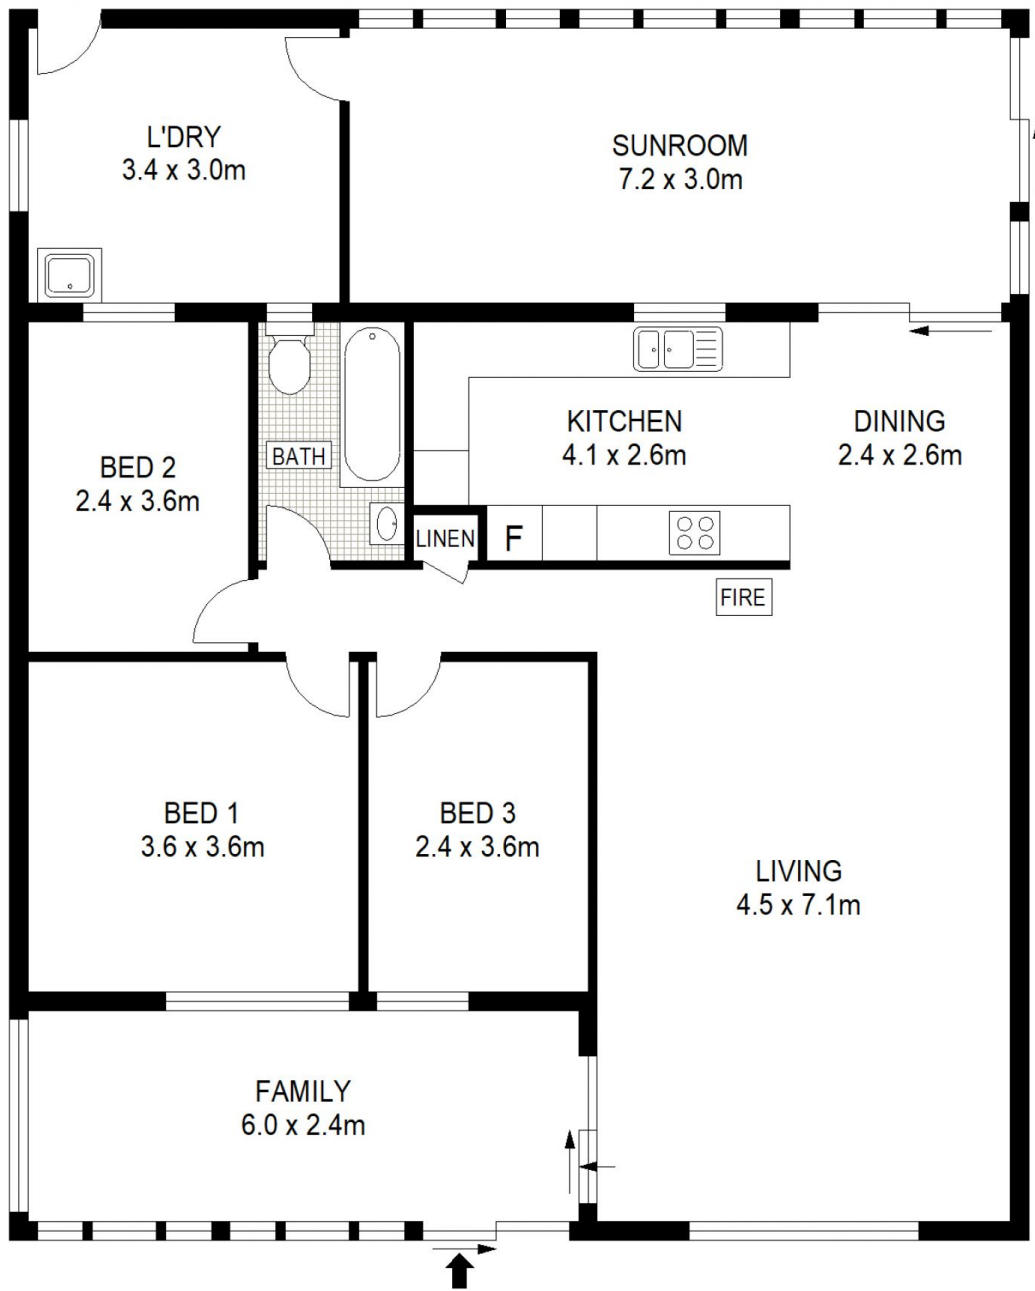 L'DRY
3.4 x 3.0m
SUNROOM
7.2 x 3.0m
KITCHEN
4.1 x 2.6m
DINING
2.4 x 2.6m
BED 2
2.4 x 3.6m
BATH
LINEN
F
FIRE
BED 1
3.6 x 3.6m
BED 3
2.4 x 3.6m
LIVING
4.5 x 7.1m
FAMILY
6.0 x 2.4m